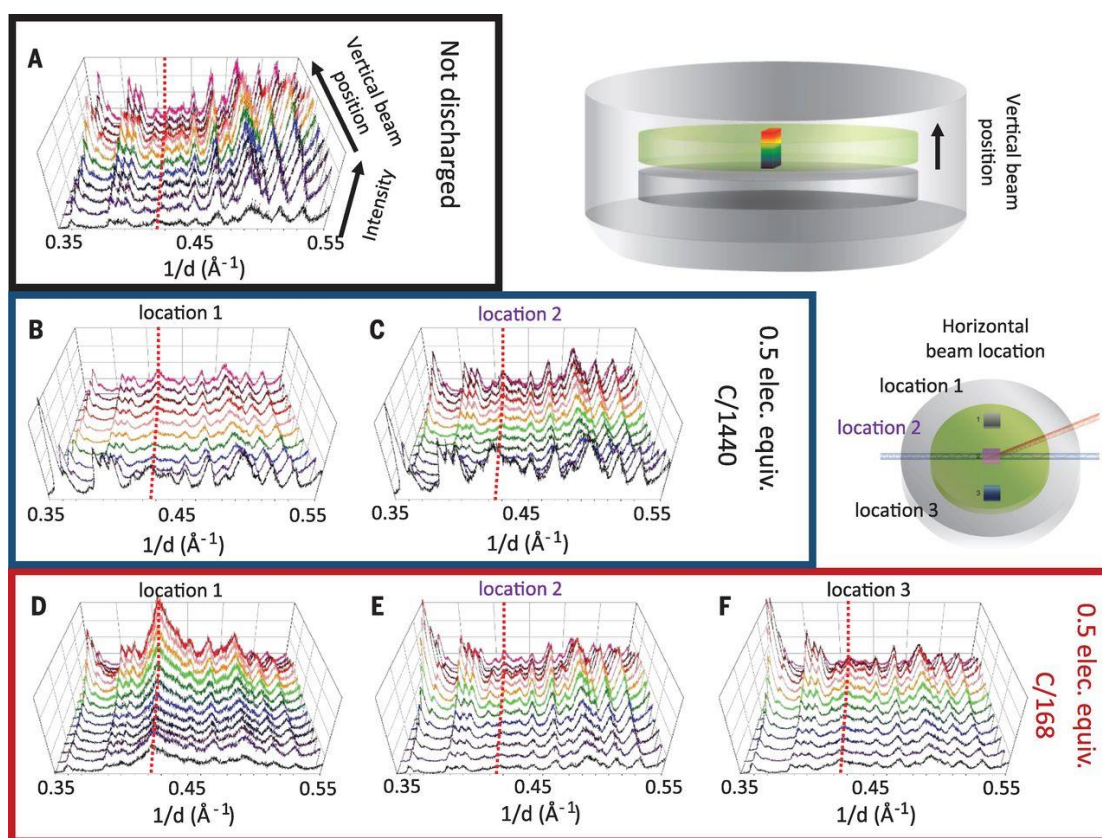 A
Vertical beam
position
Intensity
Not discharged
0.35
0.45
0.55
1/d (Å⁻¹)
Vertical beam
position
B
location 1
0.35
0.45
0.55
1/d (Å⁻¹)
C
location 2
0.35
0.45
0.55
1/d (Å⁻¹)
0.5 elec. equiv.
C/1440
Horizontal
beam location
location 1
location 2
location 3
1
2
3
D
location 1
0.35
0.45
0.55
1/d (Å⁻¹)
E
location 2
0.35
0.45
0.55
1/d (Å⁻¹)
F
location 3
0.35
0.45
0.55
1/d (Å⁻¹)
0.5 elec. equiv.
C/168